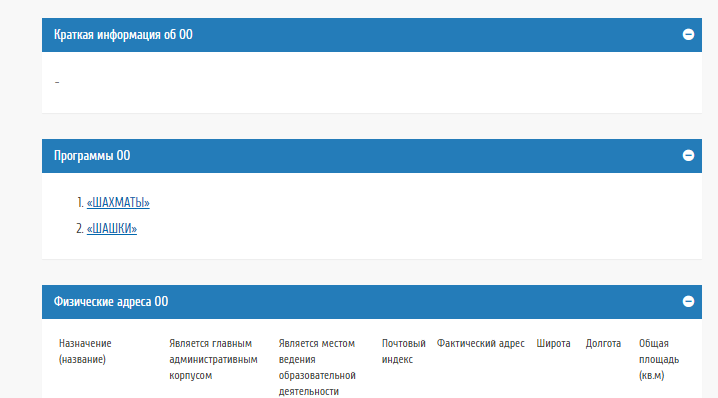 Краткая информация об ОО
-
Программы ОО
1. «ШАХМАТЫ»
2. «ШАШКИ»
Физические адреса ОО
Назначение Является главным Является местом Почтовый Фактический адрес Широта Долгота Общая
(название) административным ведения индекс площадь
корпусом образовательной (кв.м)
деятельности